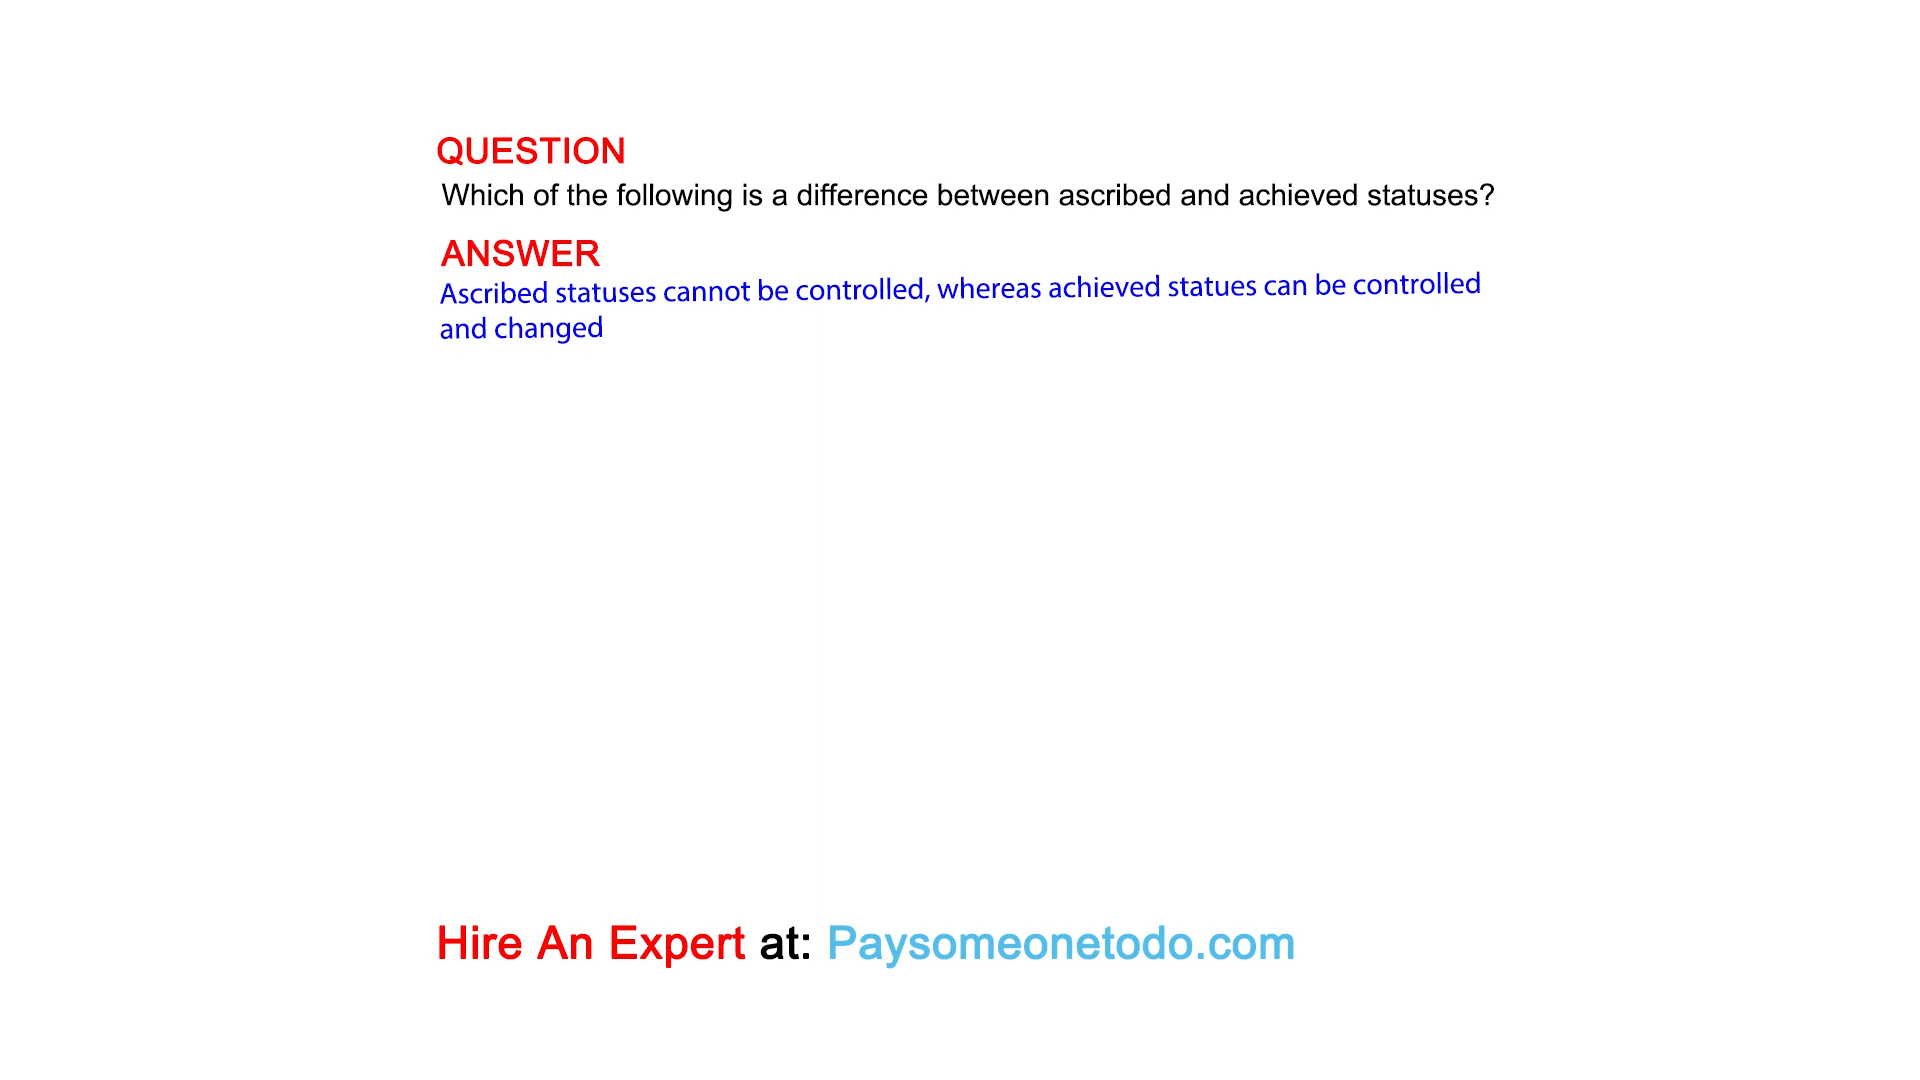 QUESTION
Which of the following is a difference between ascribed and achieved statuses?
ANSWER
Ascribed statuses cannot be controlled, whereas achieved statues can be controlled
and changed
Hire An Expert at: Paysomeonetodo.com